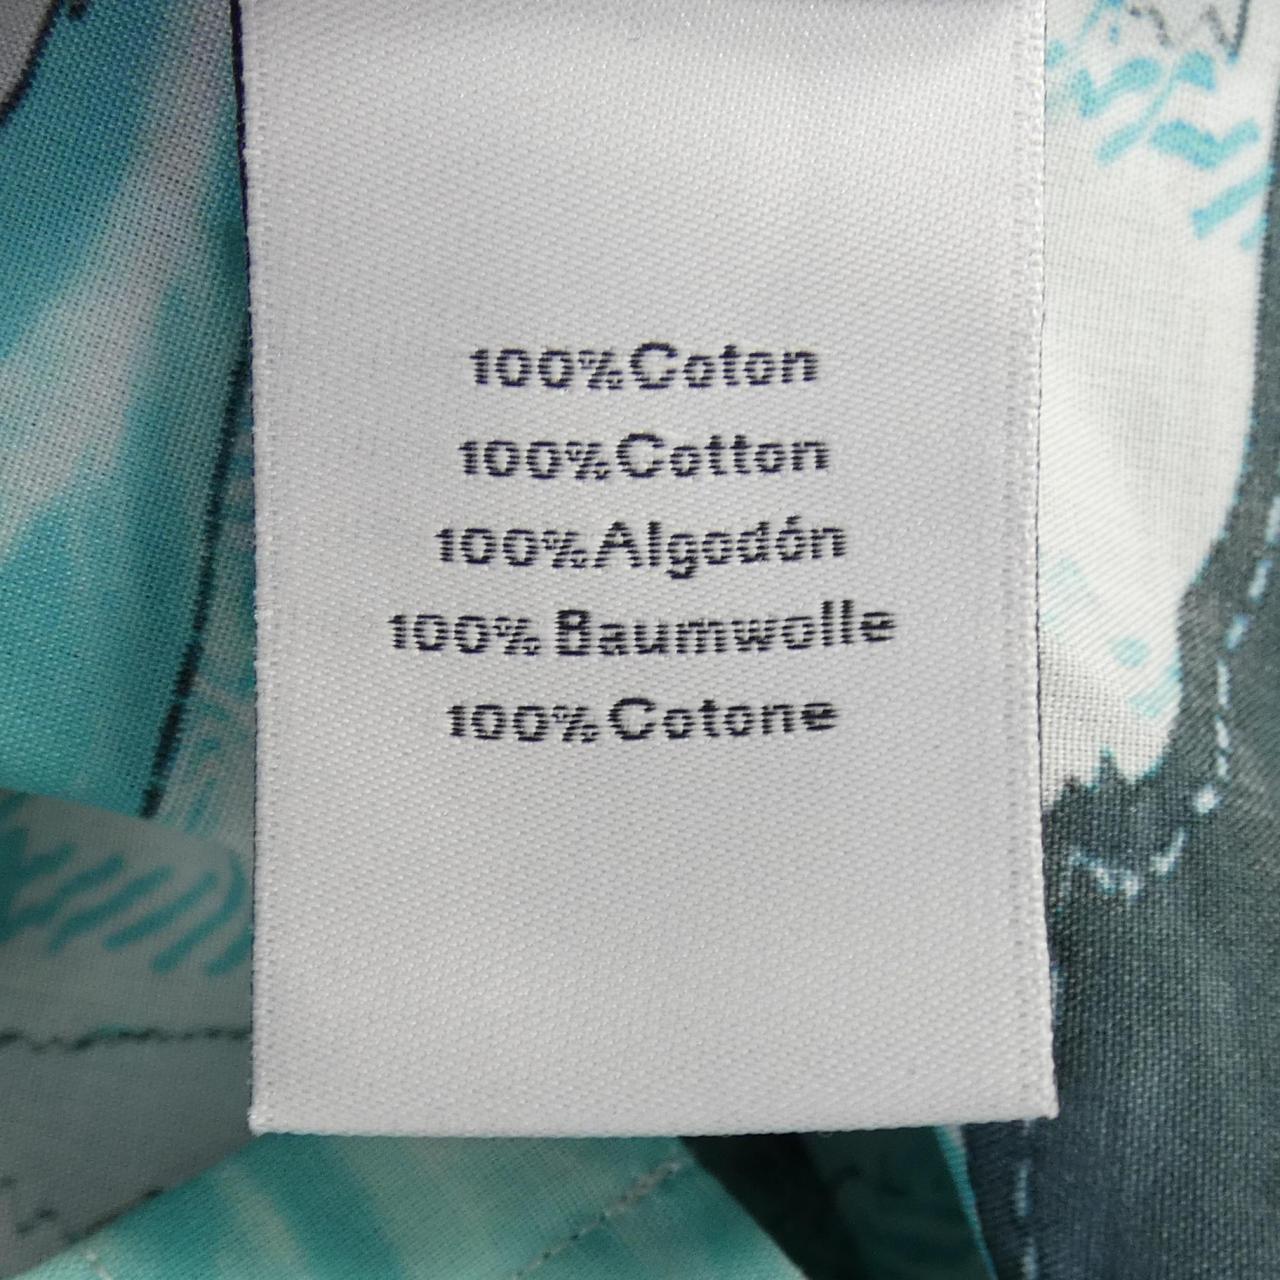 100% Coton
100% Cotton
100% Algodón
100% Baumwolle
100% Cotone